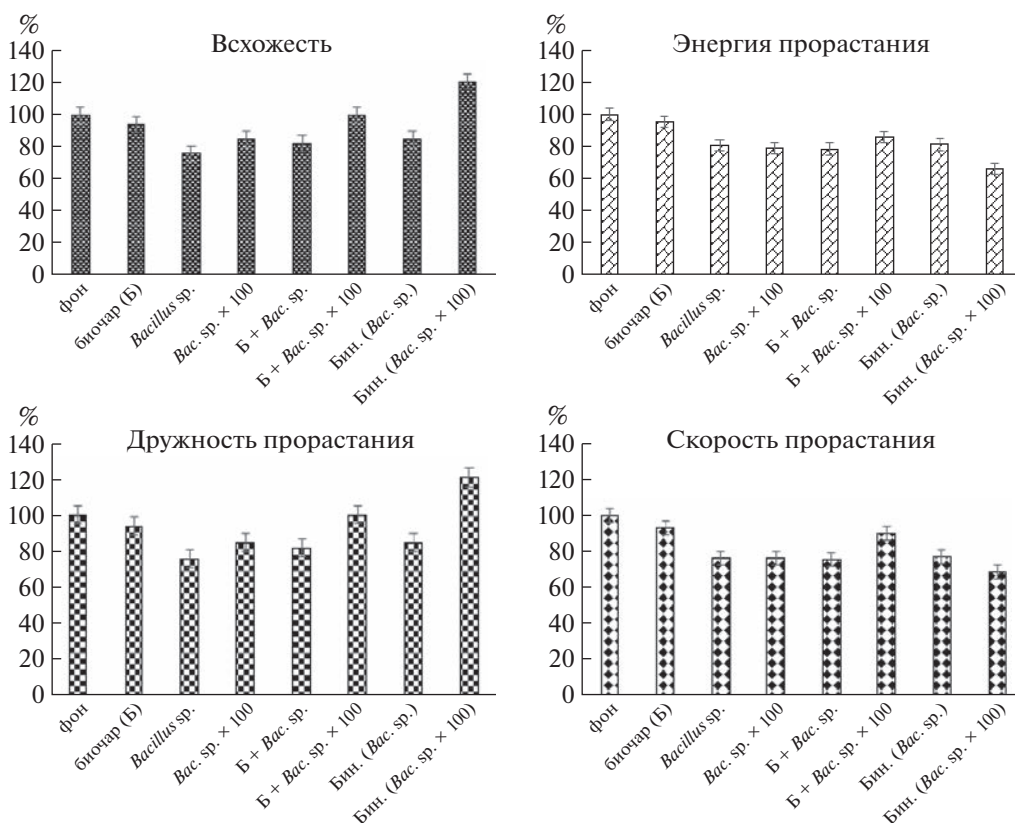 %
Всхожесть
140
120
100
80
60
40
20
0
фон
биочар (Б)
Bacillus sp.
Bac. sp. × 100
Б + Bac. sp.
Б + Bac. sp. × 100
Бин. (Bac. sp.)
Бин. (Bac. sp. × 100)
%
Энергия прорастания
140
120
100
80
60
40
20
0
фон
биочар (Б)
Bacillus sp.
Bac. sp. × 100
Б + Bac. sp.
Б + Bac. sp. × 100
Бин. (Bac. sp.)
Бин. (Bac. sp. × 100)
%
Дружность прорастания
140
120
100
80
60
40
20
0
фон
биочар (Б)
Bacillus sp.
Bac. sp. × 100
Б + Bac. sp.
Б + Bac. sp. × 100
Бин. (Bac. sp.)
Бин. (Bac. sp. × 100)
%
Скорость прорастания
140
120
100
80
60
40
20
0
фон
биочар (Б)
Bacillus sp.
Bac. sp. × 100
Б + Bac. sp.
Б + Bac. sp. × 100
Бин. (Bac. sp.)
Бин. (Bac. sp. × 100)